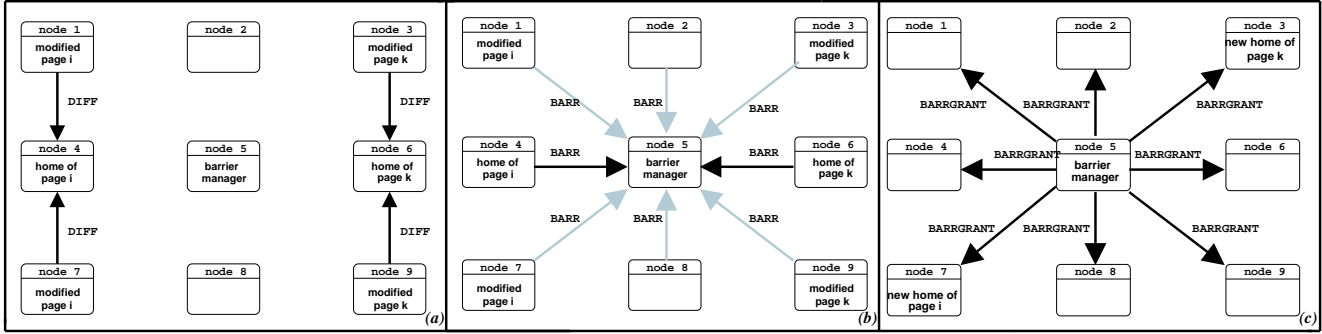 node 1
modified
page i
node 2
node 3
modified
page k
DIFF
DIFF
node 4
home of
page i
node 5
barrier
manager
node 6
home of
page k
DIFF
DIFF
node 7
modified
page i
node 8
node 9
modified
page k
(a)
node 1
modified
page i
node 2
node 3
modified
page k
BARR
BARR
BARR
node 4
home of
page i
BARR
node 5
barrier
manager
BARR
node 6
home of
page k
BARR
BARR
BARR
node 7
modified
page i
node 8
node 9
modified
page k
(b)
node 1
node 2
node 3
new home of
page k
BARRGRANT
BARRGRANT
BARRGRANT
node 4
BARRGRANT
node 5
barrier
manager
BARRGRANT
node 6
BARRGRANT
BARRGRANT
BARRGRANT
node 7
new home of
page i
node 8
node 9
(c)